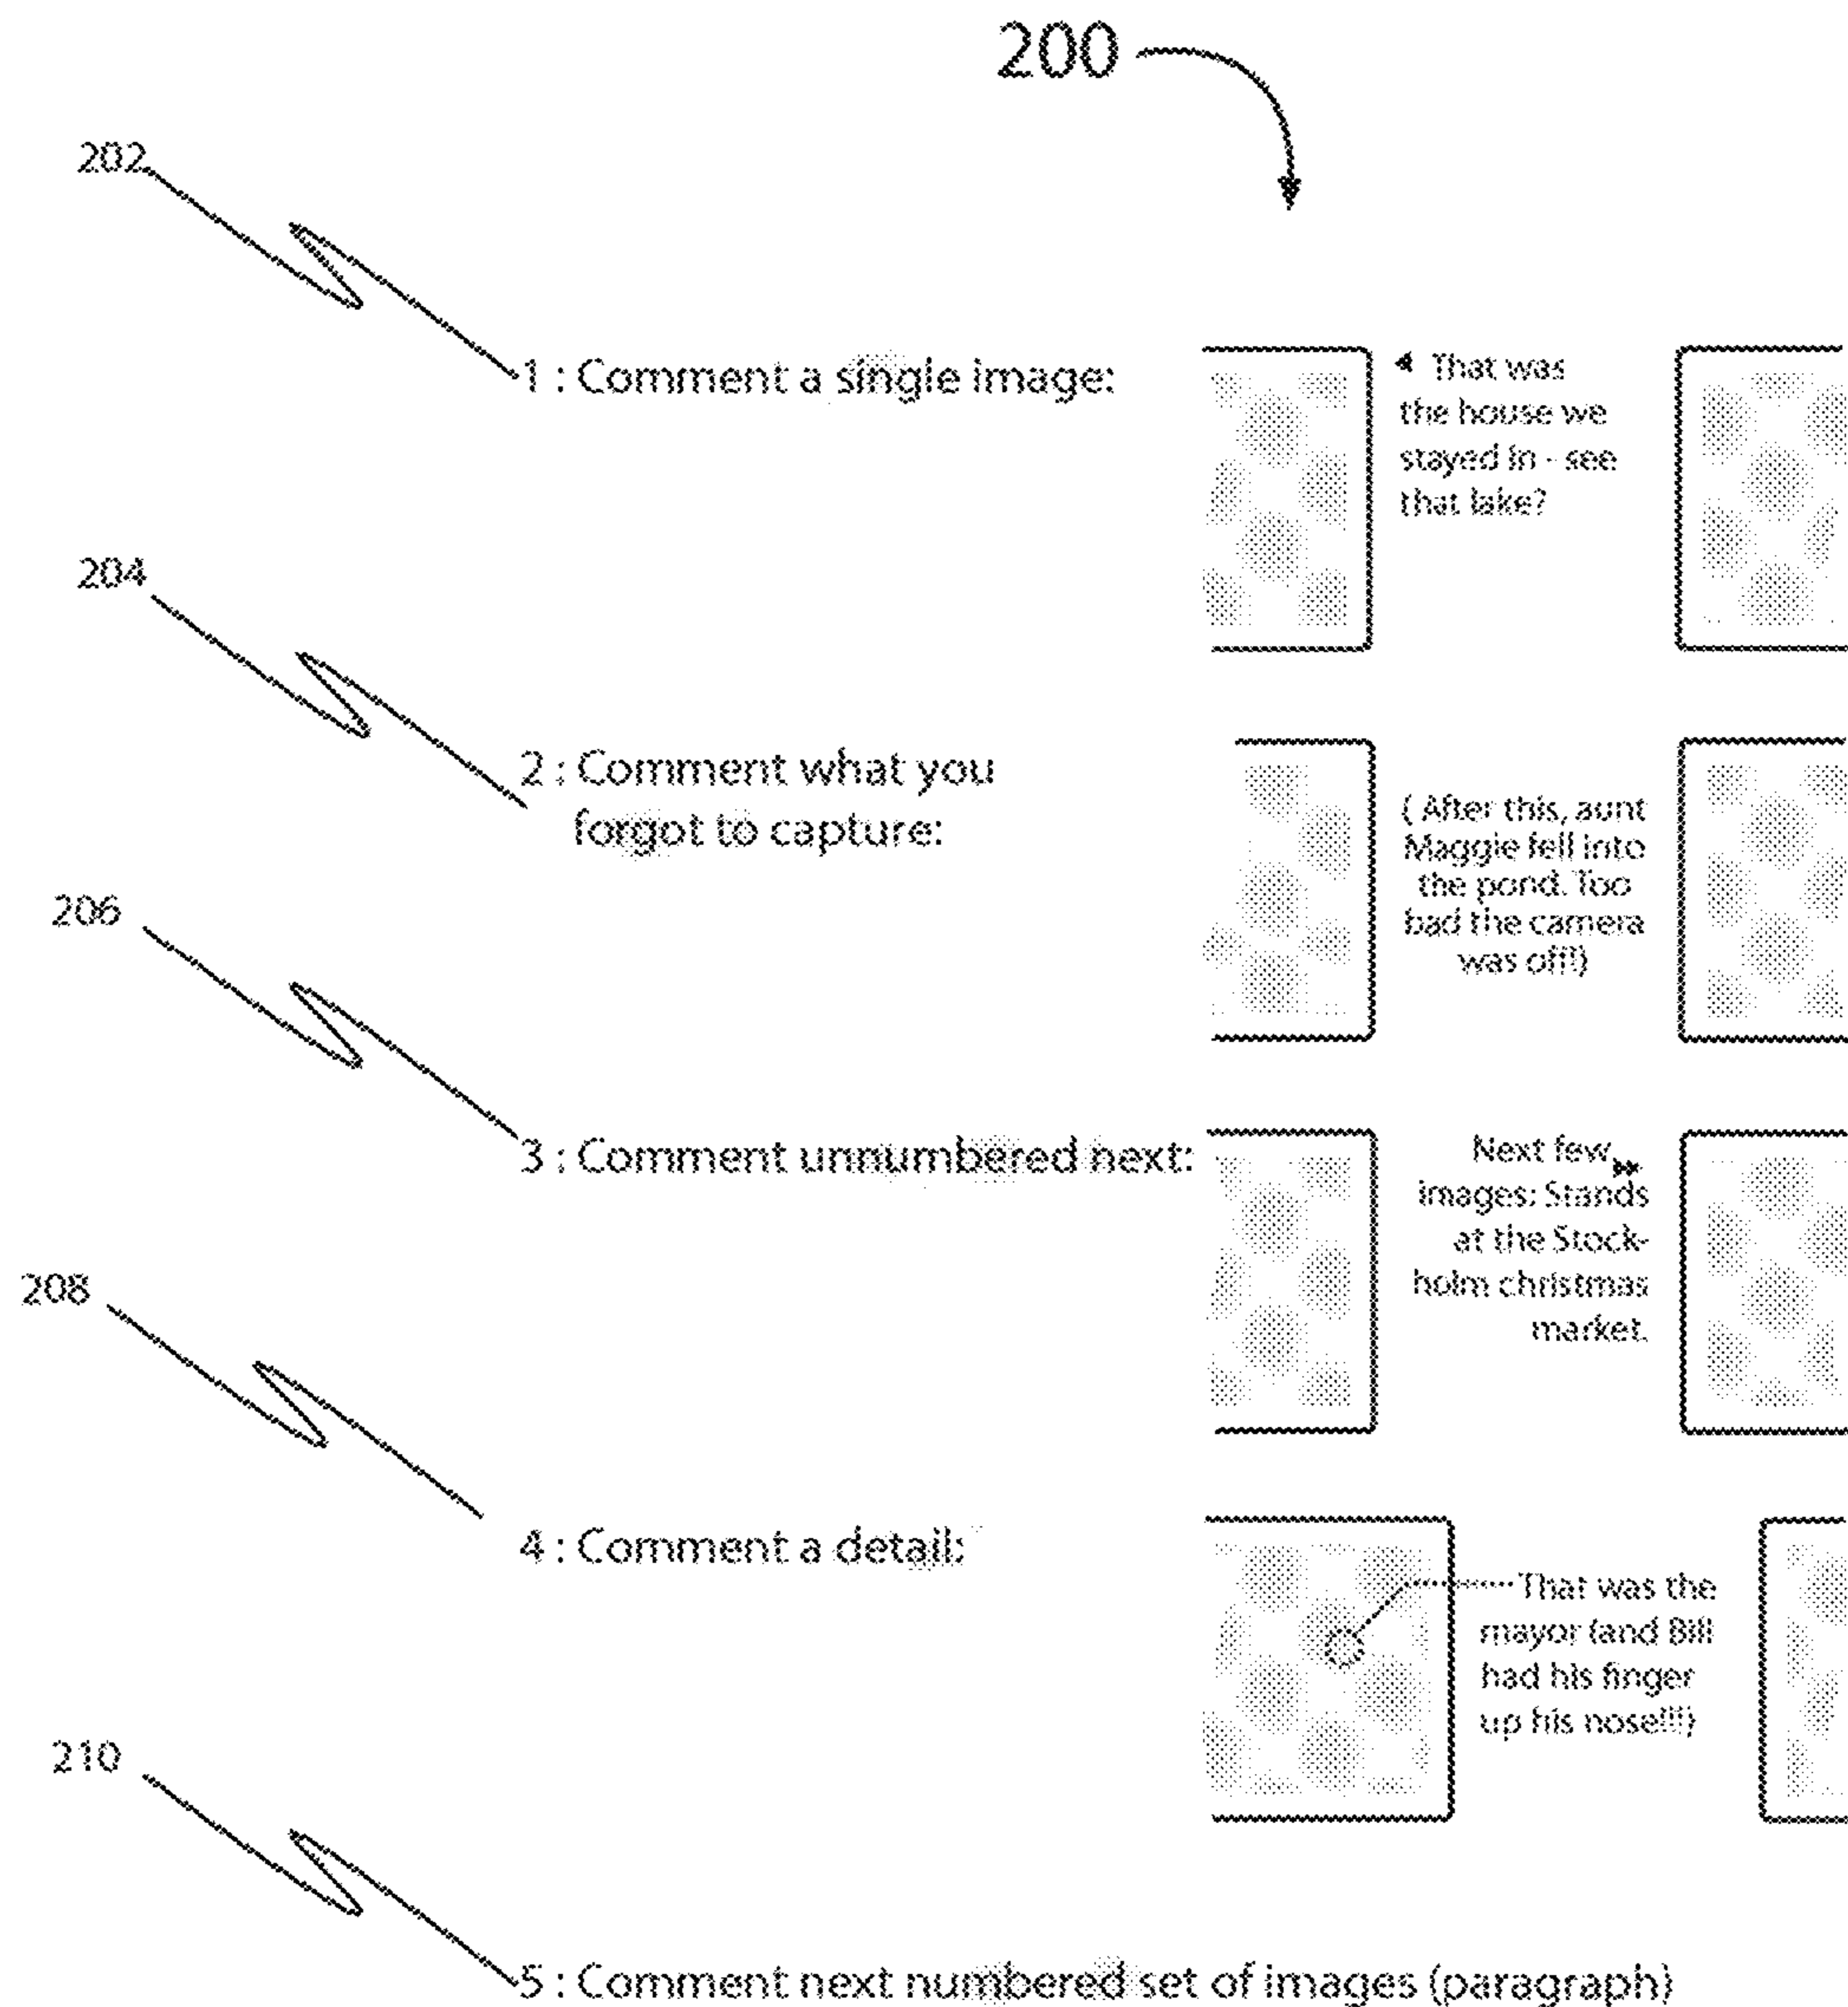 200
202
1 : Comment a single image:
That was
the house we
stayed in - see
that lake?
204
2 : Comment what you
forgot to capture:
( After this, aunt
Maggie fell into
the pond. Too
bad the camera
was off!)
206
3 : Comment unnumbered next:
Next few
images: Stands
at the Stock-
holm christmas
market.
208
4 : Comment a detail:
That was the
mayor (and Bill
had his finger
up his nose!!!)
210
5 : Comment next numbered set of images (paragraph)